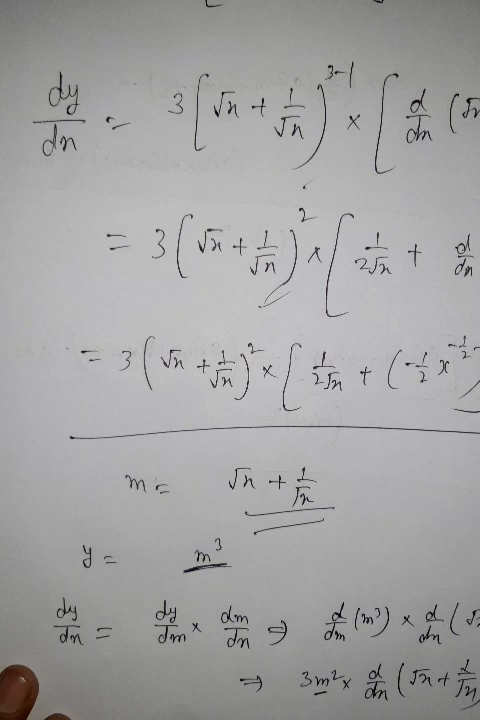 dy/dn = 3[√n + 1/√n)^3-1 × [d/dn (√n
= 3(√n + 1/√n)^2 × [1/2√n + d/dn
= 3(√n + 1/√n)^2 × [1/2√n + (-1/2 x^-1/2-
m = √n + 1/√n
y = m^3
dy/dn = dy/dm × dm/dn ⇒ d/dm (m^3) × d/dn (√n
⇒ 3m^2 × d/dn (√n + 1/√n)